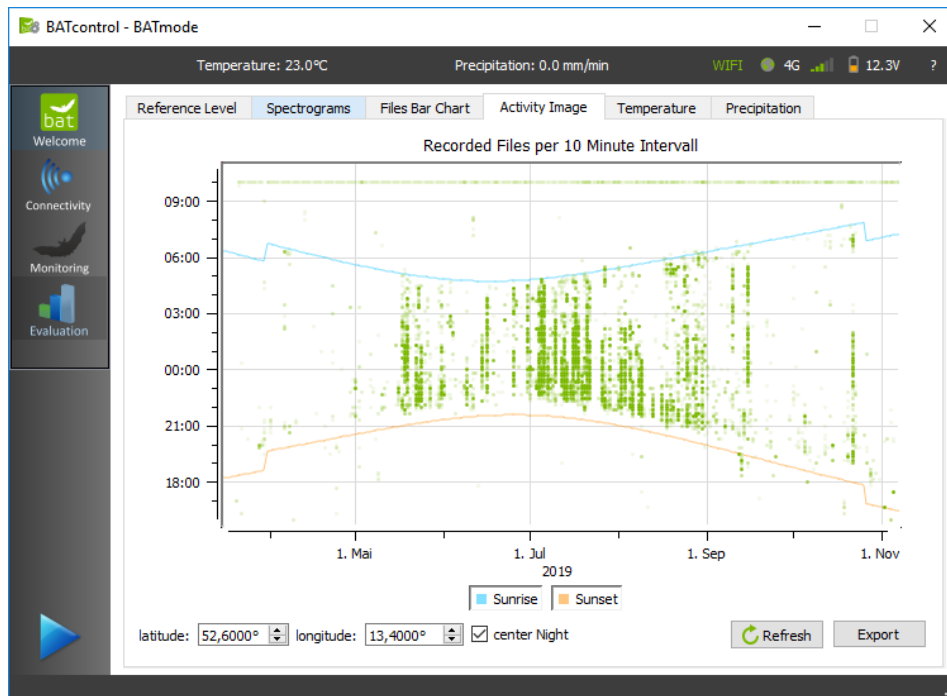 BATcontrol - BATmode
Temperature: 23.0°C Precipitation: 0.0 mm/min WIFI 4G 12.3V ?
bat
Welcome
Connectivity
Monitoring
Evaluation
Reference Level Spectrograms Files Bar Chart Activity Image Temperature Precipitation
Recorded Files per 10 Minute Intervall
09:00
06:00
03:00
00:00
21:00
18:00
1. Mai 1. Jul 1. Sep 1. Nov
2019
Sunrise Sunset
latitude: 52,6000° longitude: 13,4000° center Night Refresh Export